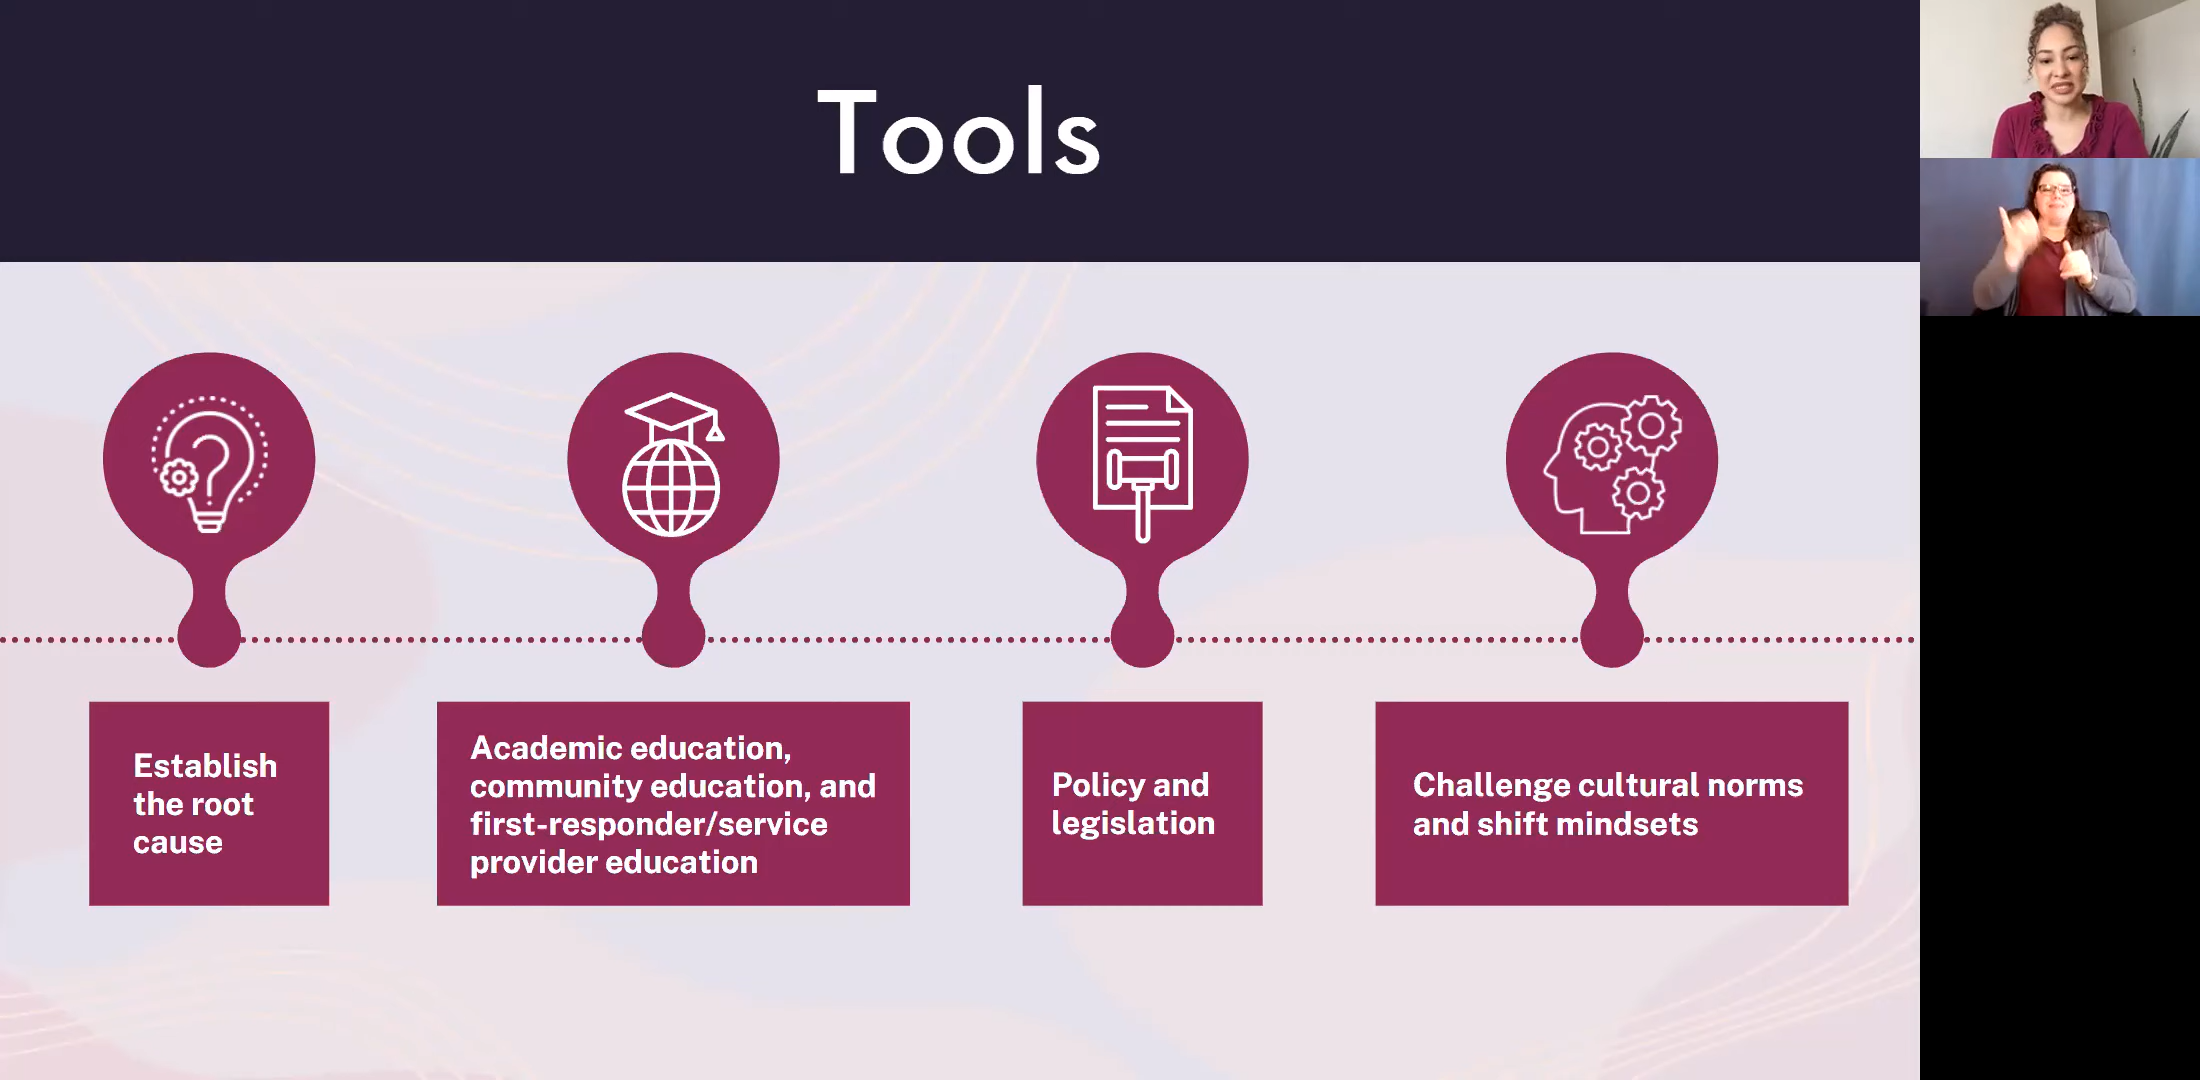 Tools
Establish
the root
cause
Academic education,
community education, and
first-responder/service
provider education
Policy and
legislation
Challenge cultural norms
and shift mindsets